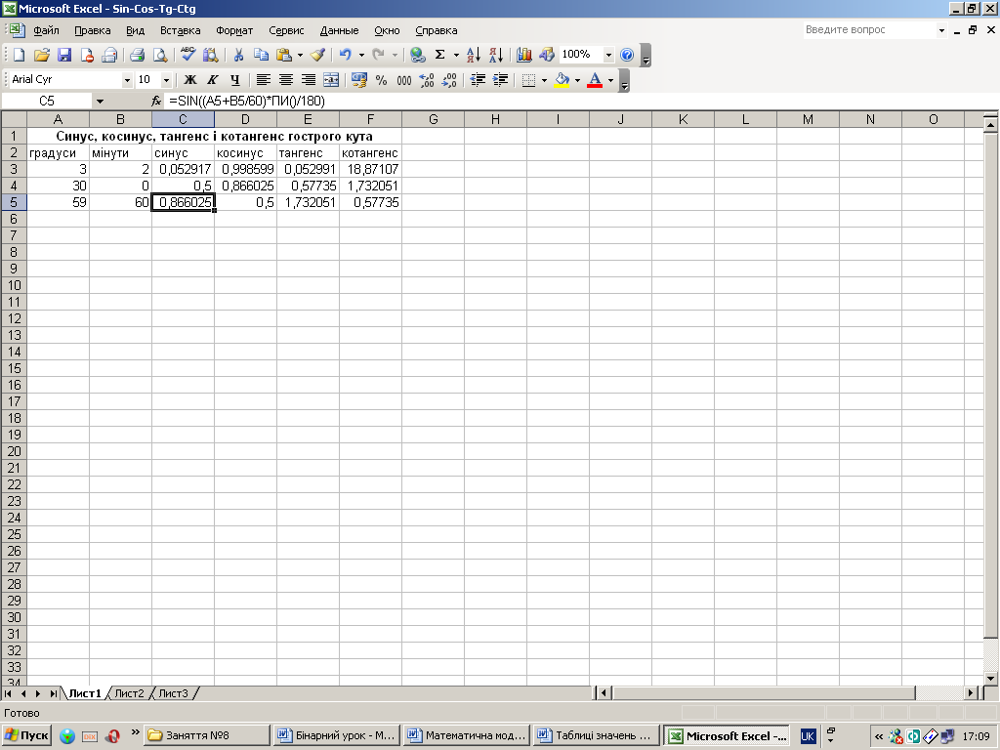 Microsoft Excel - Sin-Cos-Tg-Ctg
Файл Правка Вид Вставка Формат Сервис Данные Окно Справка Введите вопрос
100%
Arial Cyr 10 Ж К Ч % 000
C5 fx =SIN((A5+B5/60)*ПИ()/180)
A B C D E F G H I J K L M N O
1 Синус, косинус, тангенс і котангенс гострого кута
2 градуси мінути синус косинус тангенс котангенс
3 3 2 0,052917 0,998599 0,052991 18,87107
4 30 0 0,5 0,866025 0,57735 1,732051
5 59 60 0,866025 0,5 1,732051 0,57735
6
7
8
9
10
11
12
13
14
15
16
17
18
19
20
21
22
23
24
25
26
27
28
29
30
31
32
33
34
Лист1 Лист2 Лист3
Готово
Пуск » Заняття №8 Бінарний урок - М... Математична мод... Таблиці значень ... Microsoft Excel -... UK « 17:09